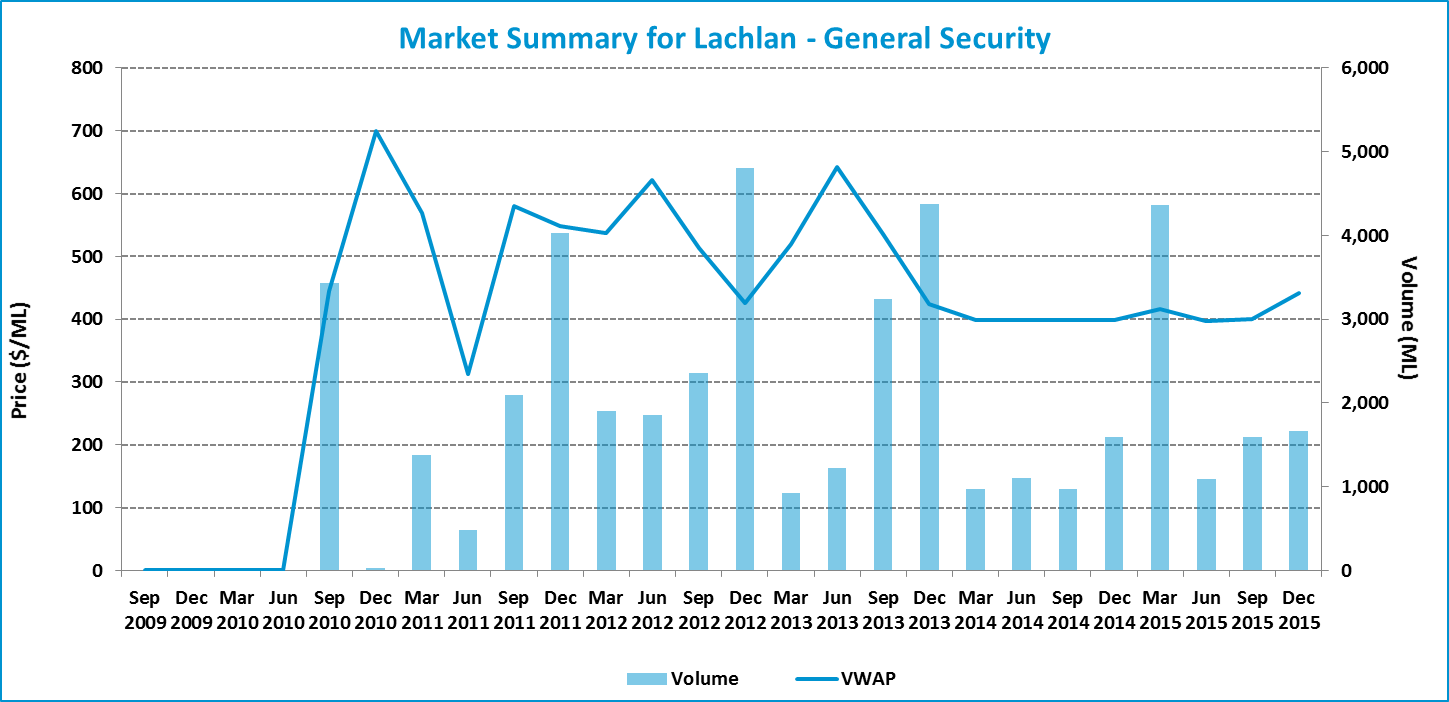 Market Summary for Lachlan - General Security
800
700
600
500
400
300
200
100
0
Price ($/ML)
6,000
5,000
4,000
3,000
2,000
1,000
0
Volume (ML)
Sep Dec Mar Jun Sep Dec Mar Jun Sep Dec Mar Jun Sep Dec Mar Jun Sep Dec Mar Jun Sep Dec Mar Jun Sep Dec
2009 2009 2010 2010 2010 2010 2011 2011 2011 2011 2012 2012 2012 2012 2013 2013 2013 2013 2014 2014 2014 2014 2015 2015 2015 2015
Volume VWAP